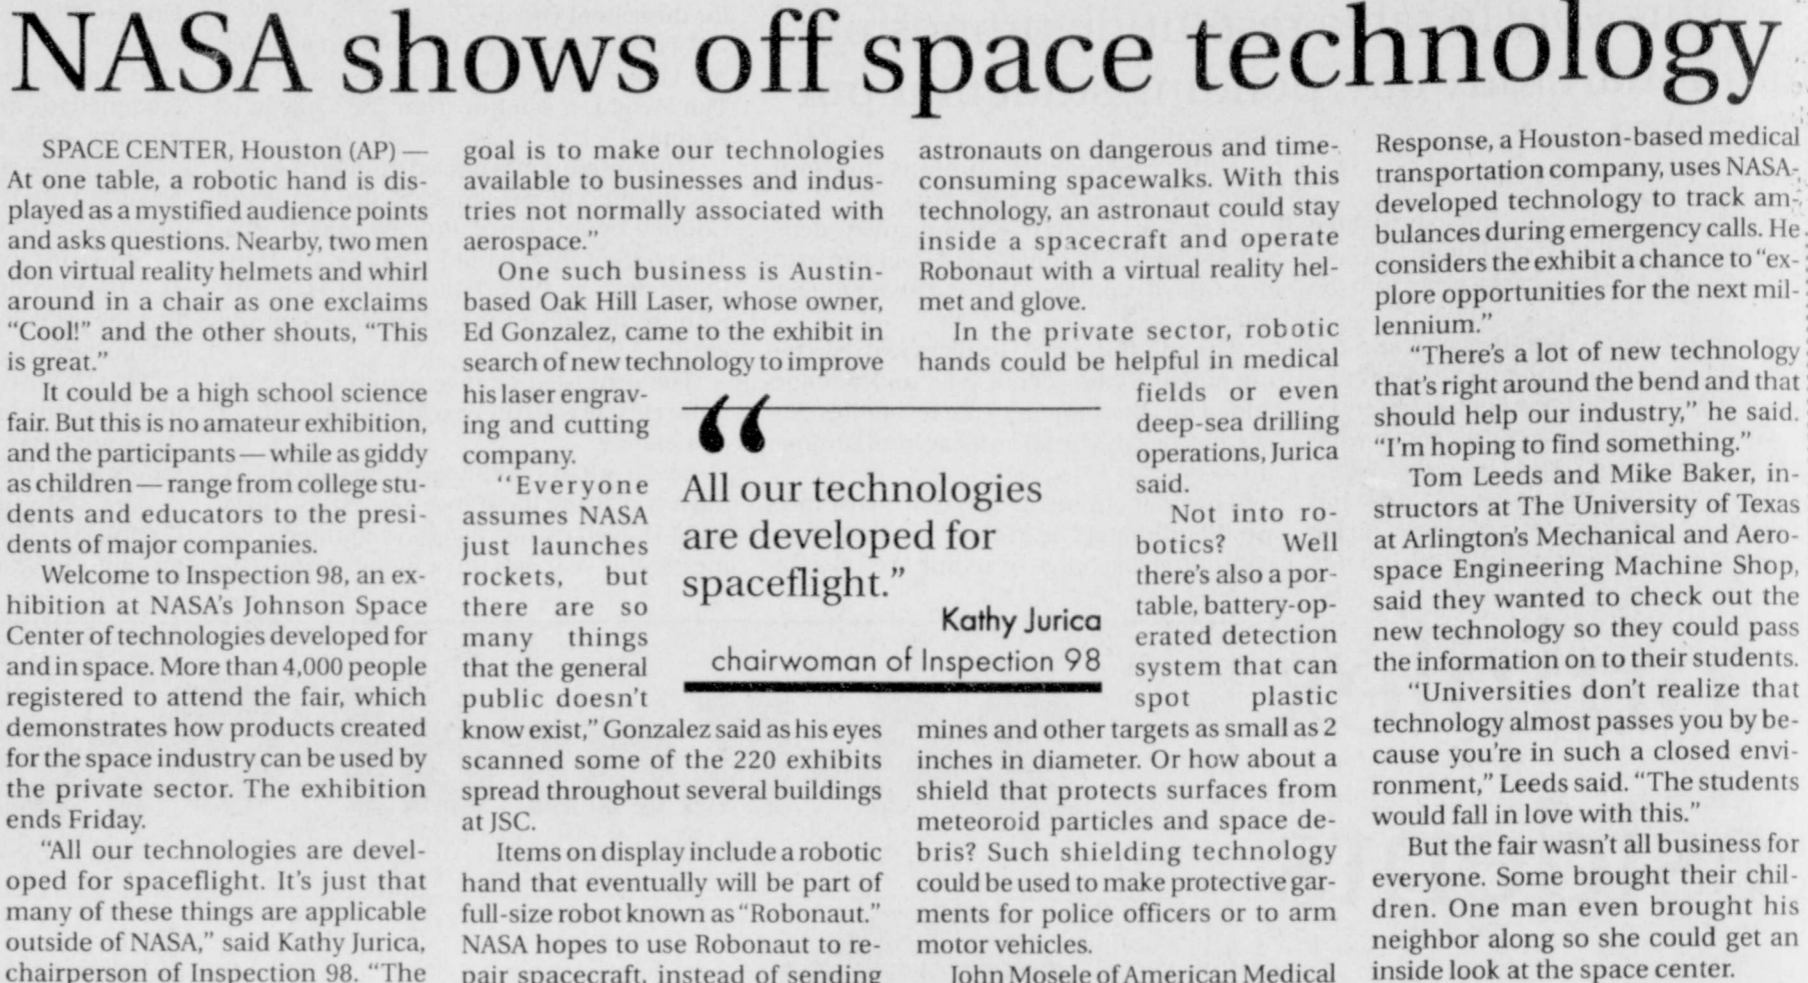 NASA shows off space technology
SPACE CENTER, Houston (AP) —
At one table, a robotic hand is dis-
played as a mystified audience points
and asks questions. Nearby, two men
don virtual reality helmets and whirl
around in a chair as one exclaims
“Cool!” and the other shouts, “This
is great.”
It could be a high school science
fair. But this is no amateur exhibition,
and the participants — while as giddy
as children — range from college stu-
dents and educators to the presi-
dents of major companies.
Welcome to Inspection 98, an ex-
hibition at NASA's Johnson Space
Center of technologies developed for
and in space. More than 4,000 people
registered to attend the fair, which
demonstrates how products created
for the space industry can be used by
the private sector. The exhibition
ends Friday.
“All our technologies are devel-
oped for spaceflight. It's just that
many of these things are applicable
outside of NASA,” said Kathy Jurica,
chairperson of Inspection 98. “The
goal is to make our technologies
available to businesses and indus-
tries not normally associated with
aerospace.”
One such business is Austin-
based Oak Hill Laser, whose owner,
Ed Gonzalez, came to the exhibit in
search of new technology to improve
his laser engrav-
ing and cutting
company.
“Everyone
assumes NASA
just launches
rockets, but
there are so
many things
that the general
public doesn't
know exist,” Gonzalez said as his eyes
scanned some of the 220 exhibits
spread throughout several buildings
at JSC.
Items on display include a robotic
hand that eventually will be part of
full-size robot known as “Robonaut.”
NASA hopes to use Robonaut to re-
pair spacecraft, instead of sending
“
All our technologies
are developed for
spaceflight.”
Kathy Jurica
chairwoman of Inspection 98
astronauts on dangerous and time-
consuming spacewalks. With this
technology, an astronaut could stay
inside a spacecraft and operate
Robonaut with a virtual reality hel-
met and glove.
In the private sector, robotic
hands could be helpful in medical
fields or even
deep-sea drilling
operations, Jurica
said.
Not into ro-
botics? Well
there's also a por-
table, battery-op-
erated detection
system that can
spot plastic
mines and other targets as small as 2
inches in diameter. Or how about a
shield that protects surfaces from
meteoroid particles and space de-
bris? Such shielding technology
could be used to make protective gar-
ments for police officers or to arm
motor vehicles.
John Mosele of American Medical
Response, a Houston-based medical
transportation company, uses NASA-
developed technology to track am-
bulances during emergency calls. He
considers the exhibit a chance to “ex-
plore opportunities for the next mil-
lennium.”
“There's a lot of new technology
that's right around the bend and that
should help our industry,” he said.
“I'm hoping to find something.”
Tom Leeds and Mike Baker, in-
structors at The University of Texas
at Arlington's Mechanical and Aero-
space Engineering Machine Shop,
said they wanted to check out the
new technology so they could pass
the information on to their students.
“Universities don't realize that
technology almost passes you by be-
cause you're in such a closed envi-
ronment,” Leeds said. “The students
would fall in love with this.”
But the fair wasn't all business for
everyone. Some brought their chil-
dren. One man even brought his
neighbor along so she could get an
inside look at the space center.